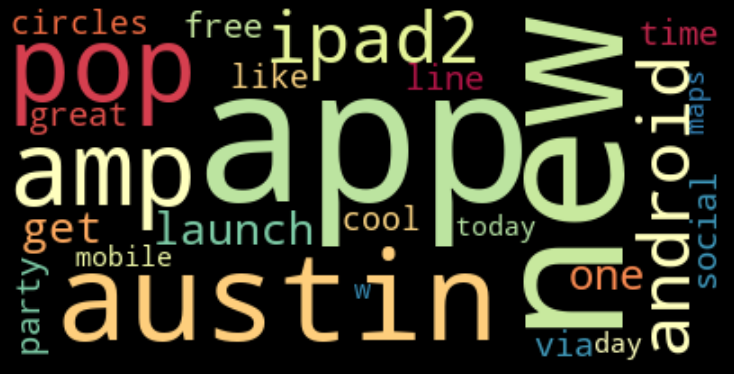 circles
free
ipad2
new
time
pop
like
line
android
maps
great
app
amp
get
launch
cool
today
social
mobile
party
austin
w
one
via
day